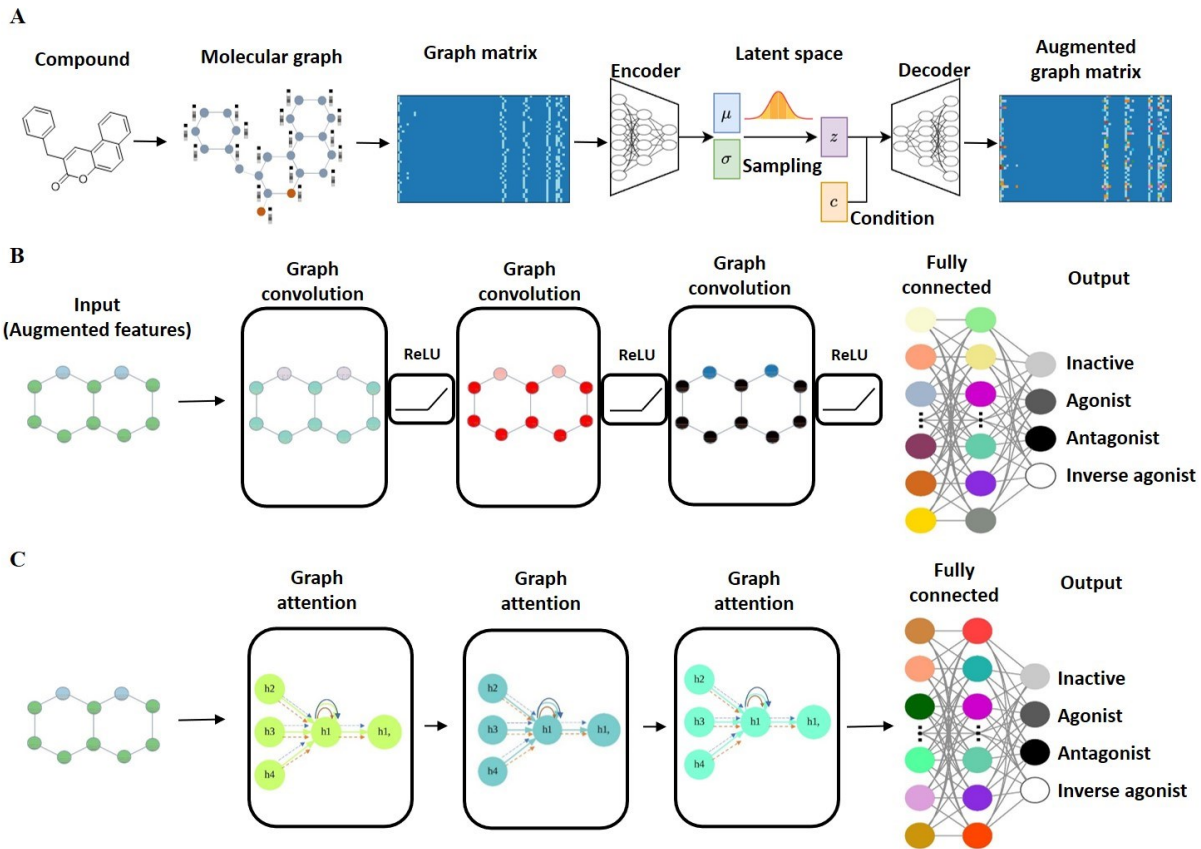 A
Compound
Molecular graph
Graph matrix
Encoder
Latent space
Decoder
Augmented
graph matrix
O
O
μ
σ
Sampling
z
c
Condition
B
Input
(Augmented features)
Graph
convolution
ReLU
Graph
convolution
ReLU
Graph
convolution
ReLU
Fully
connected
Output
Inactive
Agonist
Antagonist
Inverse agonist
C
Graph
attention
h2
h3
h4
h1
h1,
Graph
attention
h2
h3
h4
h1
h1,
Graph
attention
h2
h3
h4
h1
h1,
Fully
connected
Output
Inactive
Agonist
Antagonist
Inverse agonist